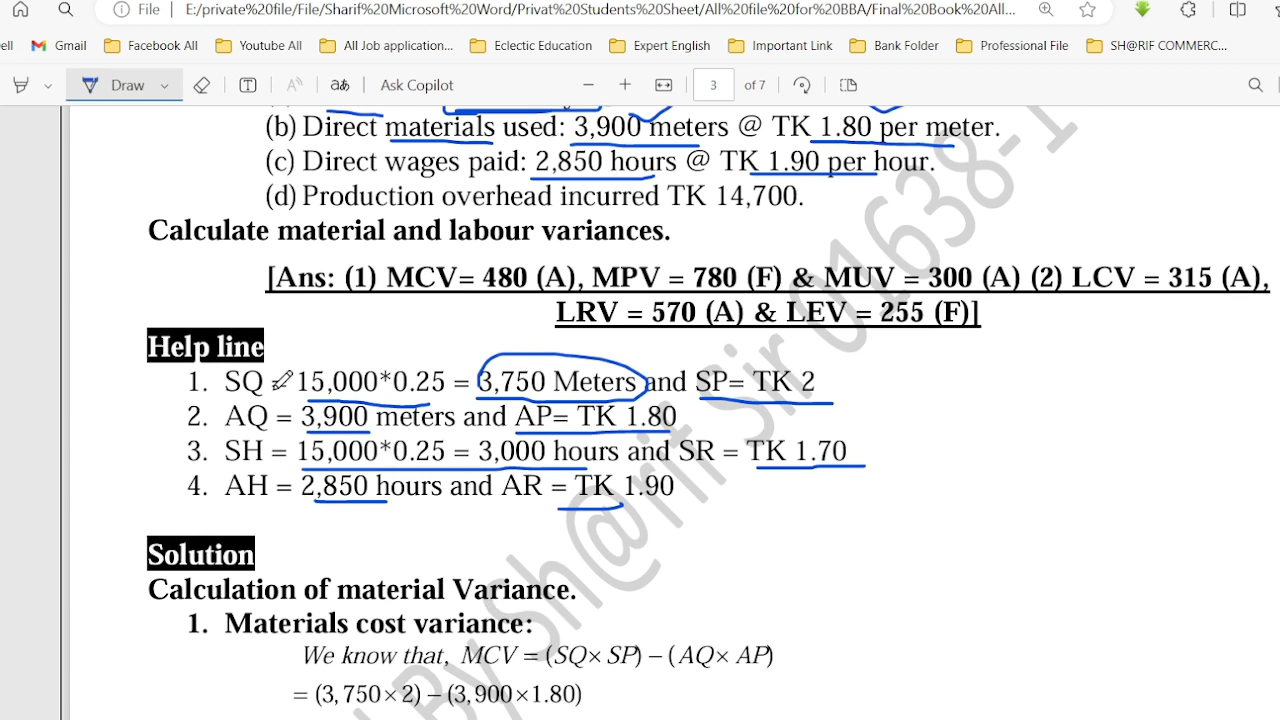 File
E:/private%20file/File/Sharif%20Microsoft%20Word/Privat%20Students%20Sheet/All%20file%20for%20BBA/Final%20Book%20All...
ell Gmail Facebook All Youtube All All Job application... Eclectic Education Expert English Important Link Bank Folder Professional File SH@RIF COMMERC...
Draw Ask Copilot 3 of 7
(b) Direct materials used: 3,900 meters @ TK 1.80 per meter.
(c) Direct wages paid: 2,850 hours @ TK 1.90 per hour.
(d) Production overhead incurred TK 14,700.
Calculate material and labour variances.
[Ans: (1) MCV= 480 (A), MPV = 780 (F) & MUV = 300 (A) (2) LCV = 315 (A),
LRV = 570 (A) & LEV = 255 (F)]
Help line
1. SQ 15,000*0.25 = 3,750 Meters and SP= TK 2
2. AQ = 3,900 meters and AP= TK 1.80
3. SH = 15,000*0.25 = 3,000 hours and SR = TK 1.70
4. AH = 2,850 hours and AR = TK 1.90
Solution
Calculation of material Variance.
1. Materials cost variance:
We know that, MCV = (SQ× SP) – (AQ× AP)
= (3,750×2) – (3,900×1.80)
By Sh@rif Sir 01638-1